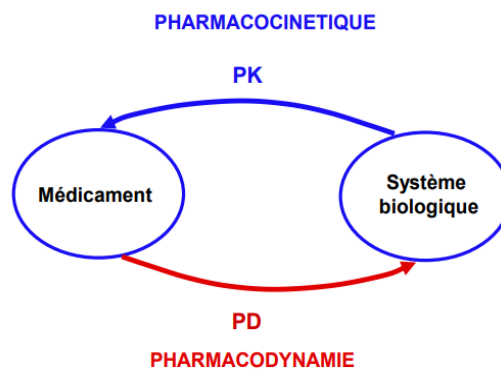 PHARMACOCINETIQUE
PK
Médicament
Système
biologique
PD
PHARMACODYNAMIE